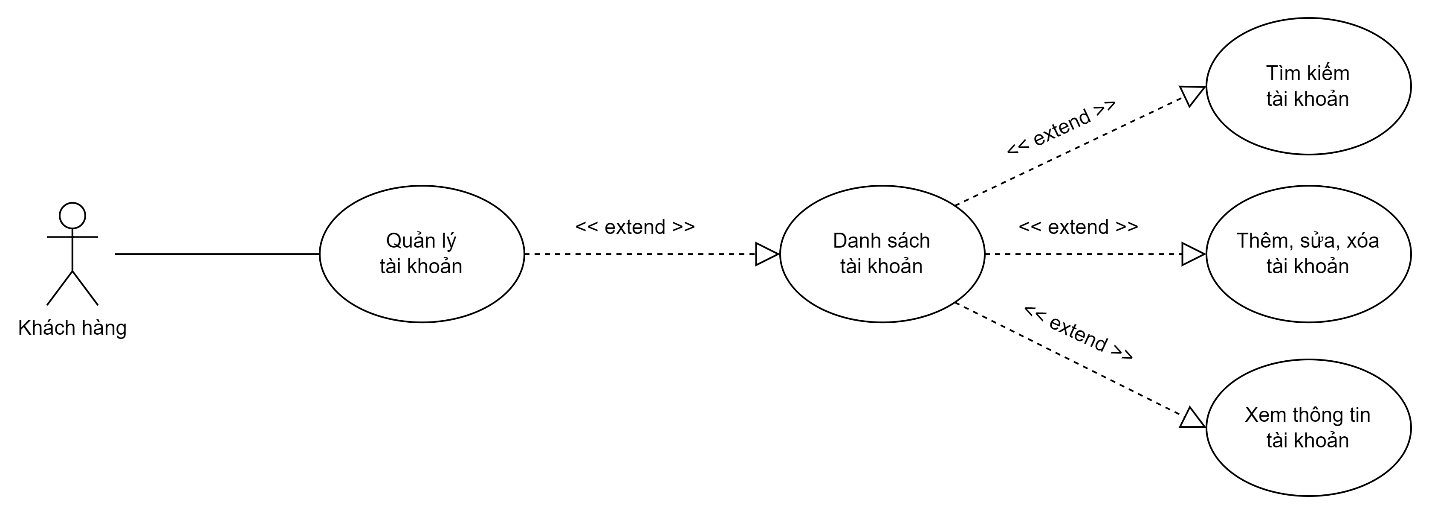 Khách hàng
Quản lý
tài khoản
<< extend >>
Danh sách
tài khoản
<< extend >>
Tìm kiếm
tài khoản
<< extend >>
Thêm, sửa, xóa
tài khoản
<< extend >>
Xem thông tin
tài khoản